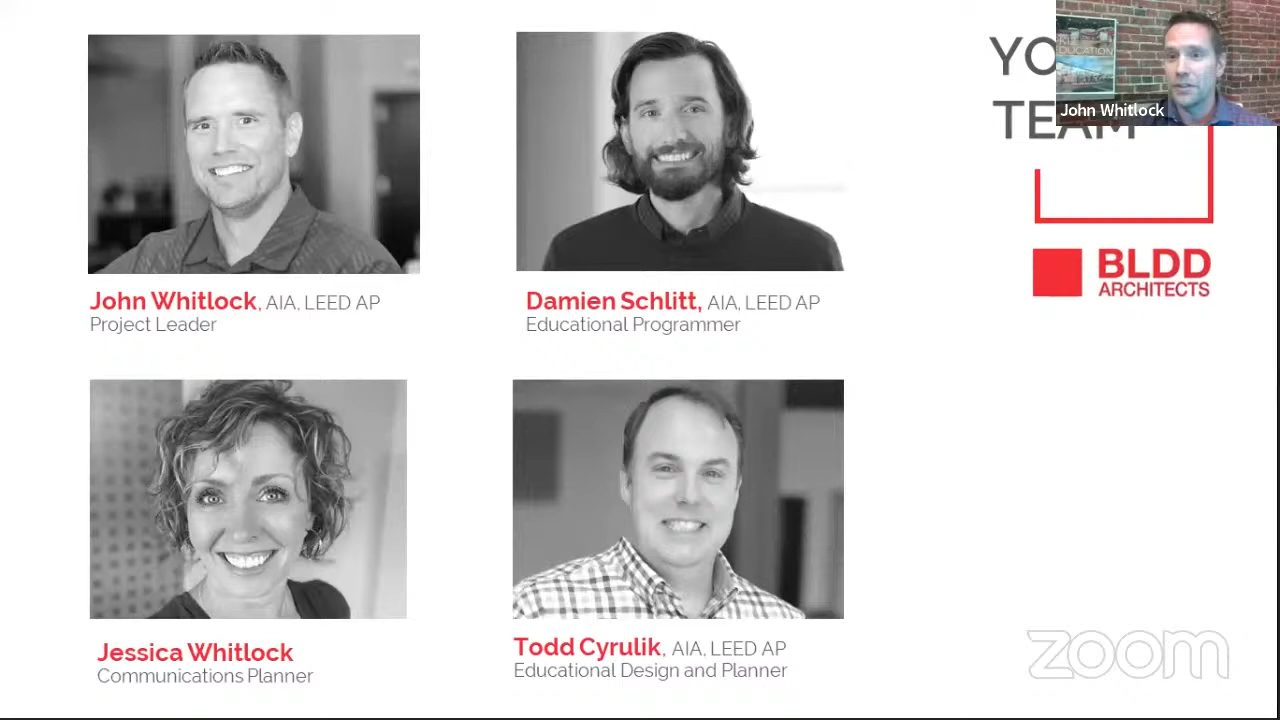 YO
TEAM
EDUCATION
John Whitlock
BLDD
ARCHITECTS
John Whitlock, AIA, LEED AP
Project Leader
Damien Schlitt, AIA, LEED AP
Educational Programmer
Jessica Whitlock
Communications Planner
Todd Cyrulik, AIA, LEED AP
Educational Design and Planner
zoom